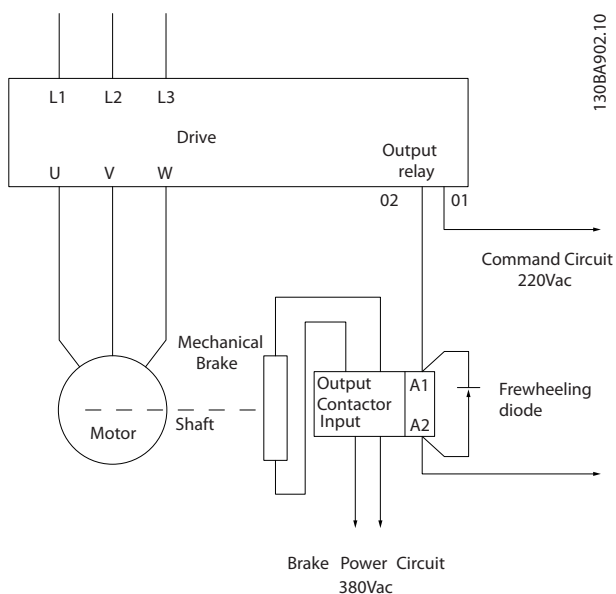 130BA902.10
L1 L2 L3
Drive
U V W
Output
relay
02 01
Command Circuit
220Vac
Mechanical
Brake
Output
Contactor
Input
A1
A2
Frewheeling
diode
Motor
Shaft
Brake Power Circuit
380Vac